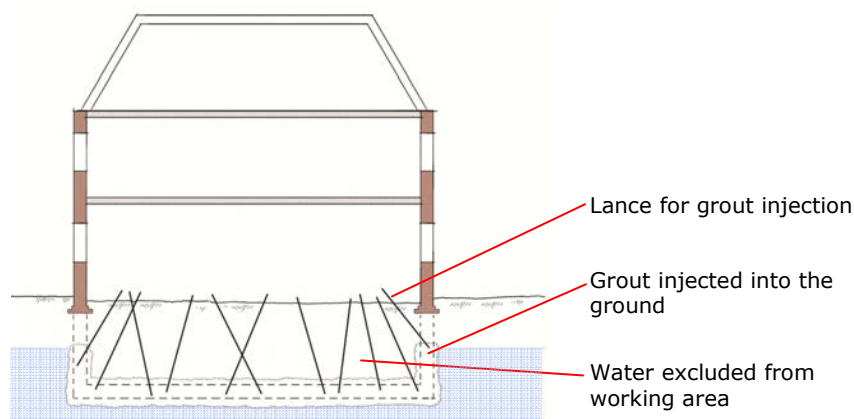 Lance for grout injection
Grout injected into the
ground
Water excluded from
working area